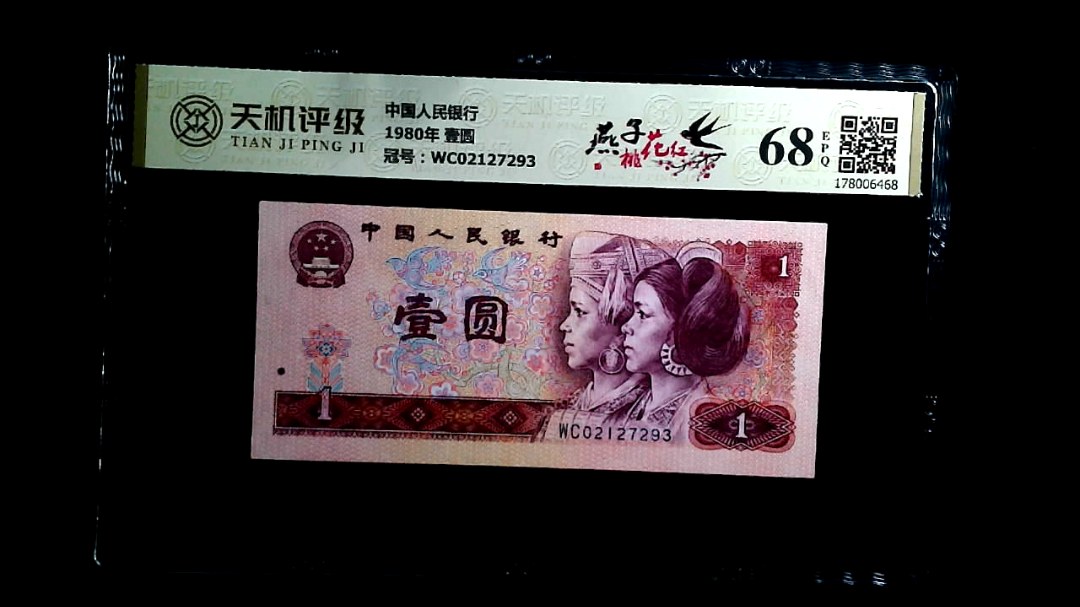 天机评级
TIAN JI PING JI
中国人民银行
1980年 壹圆
冠号：WC02127293
燕子
桃花红
68
EPQ
178006468
中国人民银行
壹圆
1
1
1
WC02127293